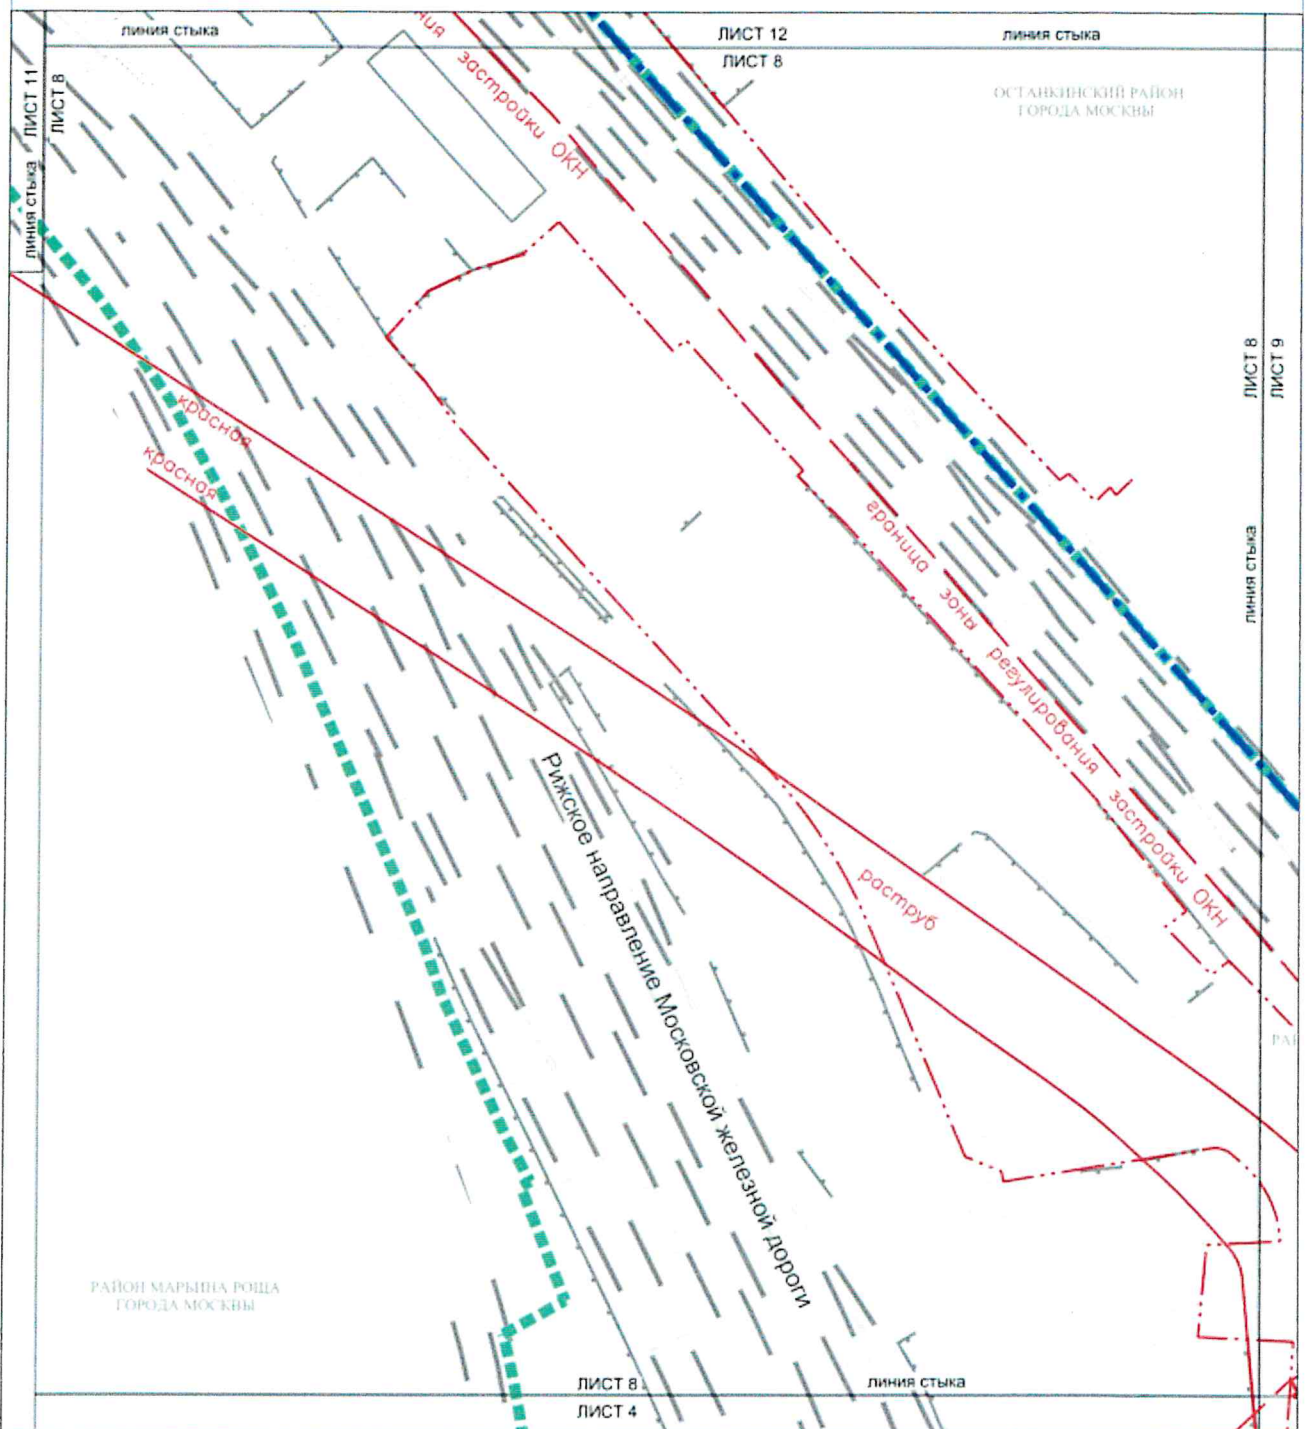 линия стыка
ЛИСТ 12
линия стыка
ЛИСТ 8
ЛИСТ 11
ЛИСТ 8
линия стыка
застройки ОКН
ОСТАНКИНСКИЙ РАЙОН
ГОРОДА МОСКВЫ
ЛИСТ 8
ЛИСТ 9
линия стыка
красная
красная
граница зоны регулирования застройки ОКН
Рижское направление Московской железной дороги
раструб
РАЙОН МАРЬИНА РОЩА
ГОРОДА МОСКВЫ
ЛИСТ 8
линия стыка
ЛИСТ 4